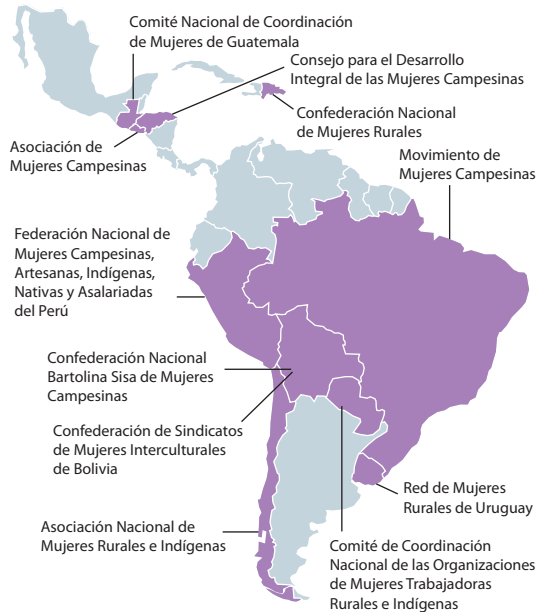 Comité Nacional de Coordinación
de Mujeres de Guatemala
Consejo para el Desarrollo
Integral de las Mujeres Campesinas
Confederación Nacional
de Mujeres Rurales
Asociación de
Mujeres Campesinas
Movimiento de
Mujeres Campesinas
Federación Nacional de
Mujeres Campesinas,
Artesanas, Indígenas,
Nativas y Asalariadas
del Perú
Confederación Nacional
Bartolina Sisa de Mujeres
Campesinas
Confederación de Sindicatos
de Mujeres Interculturales
de Bolivia
Red de Mujeres
Rurales de Uruguay
Asociación Nacional de
Mujeres Rurales e Indígenas
Comité de Coordinación
Nacional de las Organizaciones
de Mujeres Trabajadoras
Rurales e Indígenas